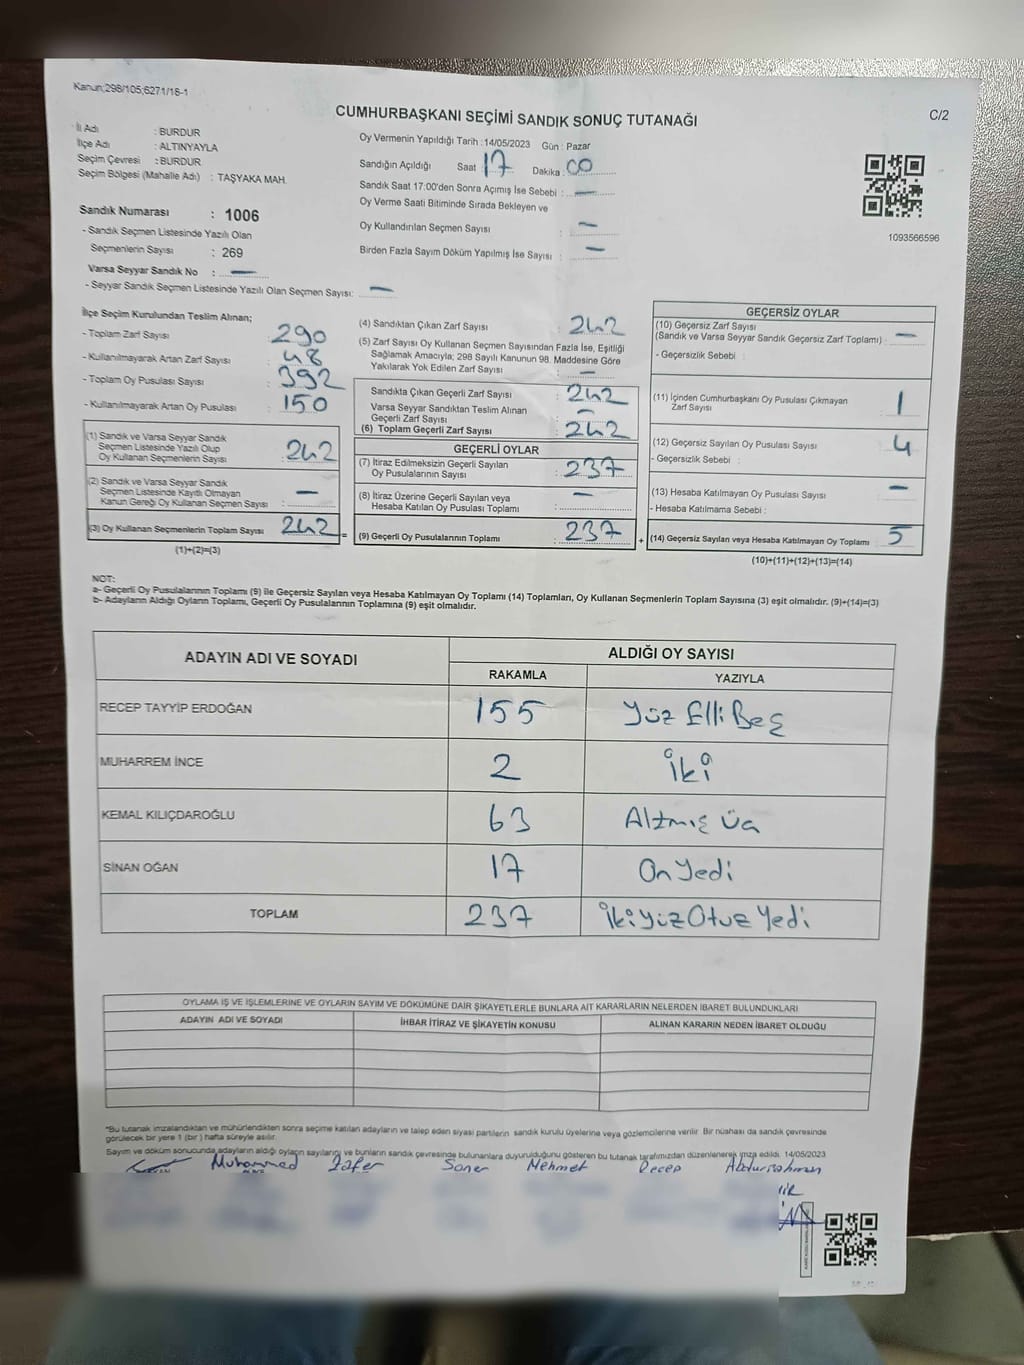 Kanun;298/105;6271/18-1
C/2
CUMHURBAŞKANI SEÇİMİ SANDIK SONUÇ TUTANAĞI
İl Adı : BURDUR
İlçe Adı : ALTINYAYLA
Seçim Çevresi : BURDUR
Seçim Bölgesi (Mahalle Adı) : TAŞYAKA MAH.
Sandık Numarası : 1006
- Sandık Seçmen Listesinde Yazılı Olan
Seçmenlerin Sayısı : 269
Varsa Seyyar Sandık No : —
- Seyyar Sandık Seçmen Listesinde Yazılı Olan Seçmen Sayısı: —
Oy Vermenin Yapıldığı Tarih : 14/05/2023 Gün : Pazar
Sandığın Açıldığı Saat 17 Dakika : 00
Sandık Saat 17:00'den Sonra Açımış İse Sebebi : —
Oy Verme Saati Bitiminde Sırada Bekleyen ve
Oy Kullandırılan Seçmen Sayısı : —
Birden Fazla Sayım Döküm Yapılmış İse Sayısı : —
1093566596
İlçe Seçim Kurulundan Teslim Alınan;
- Toplam Zarf Sayısı : 290
- Kullanılmayarak Artan Zarf Sayısı : 48
- Toplam Oy Pusulası Sayısı : 392
- Kullanılmayarak Artan Oy Pusulası : 150
(1) Sandık ve Varsa Seyyar Sandık
Seçmen Listesinde Yazılı Olup
Oy Kullanan Seçmenlerin Sayısı : 242
(2) Sandık ve Varsa Seyyar Sandık
Seçmen Listesinde Kayıtlı Olmayan
Kanun Gereği Oy Kullanan Seçmen Sayısı : —
(3) Oy Kullanan Seçmenlerin Toplam Sayısı : 242 =
(1)+(2)=(3)
(4) Sandıktan Çıkan Zarf Sayısı : 242
(5) Zarf Sayısı Oy Kullanan Seçmen Sayısından Fazla İse, Eşitliği
Sağlamak Amacıyla; 298 Sayılı Kanunun 98. Maddesine Göre
Yakılarak Yok Edilen Zarf Sayısı : —
Sandıkta Çıkan Geçerli Zarf Sayısı : 242
Varsa Seyyar Sandıktan Teslim Alınan
Geçerli Zarf Sayısı : —
(6) Toplam Geçerli Zarf Sayısı : 242
GEÇERLİ OYLAR
(7) İtiraz Edilmeksizin Geçerli Sayılan
Oy Pusulalarının Sayısı : 237
(8) İtiraz Üzerine Geçerli Sayılan veya
Hesaba Katılan Oy Pusulası Toplamı : —
(9) Geçerli Oy Pusulalarının Toplamı : 237 +
GEÇERSİZ OYLAR
(10) Geçersiz Zarf Sayısı
(Sandık ve Varsa Seyyar Sandık Geçersiz Zarf Toplamı) : —
- Geçersizlik Sebebi :
(11) İçinden Cumhurbaşkanı Oy Pusulası Çıkmayan
Zarf Sayısı : 1
(12) Geçersiz Sayılan Oy Pusulası Sayısı : 4
- Geçersizlik Sebebi :
(13) Hesaba Katılmayan Oy Pusulası Sayısı : —
- Hesaba Katılmama Sebebi :
(14) Geçersiz Sayılan veya Hesaba Katılmayan Oy Toplamı : 5
(10)+(11)+(12)+(13)=(14)
NOT:
a- Geçerli Oy Pusulalarının Toplamı (9) ile Geçersiz Sayılan veya Hesaba Katılmayan Oy Toplamı (14) Toplamları, Oy Kullanan Seçmenlerin Toplam Sayısına (3) eşit olmalıdır. (9)+(14)=(3)
b- Adayların Aldığı Oyların Toplamı, Geçerli Oy Pusulalarının Toplamına (9) eşit olmalıdır.
ADAYIN ADI VE SOYADI
ALDIĞI OY SAYISI
RAKAMLA YAZIYLA
RECEP TAYYİP ERDOĞAN 155 Yüz Elli Beş
MUHARREM İNCE 2 İki
KEMAL KILIÇDAROĞLU 63 Altmış Üç
SİNAN OĞAN 17 On Yedi
TOPLAM 237 İkiyüz Otuz Yedi
OYLAMA İŞ VE İŞLEMLERİNE VE OYLARIN SAYIM VE DÖKÜMÜNE DAİR ŞİKAYETLERLE BUNLARA AİT KARARLARIN NELERDEN İBARET BULUNDUKLARI
ADAYIN ADI VE SOYADI İHBAR İTİRAZ VE ŞİKAYETİN KONUSU ALINAN KARARIN NEDEN İBARET OLDUĞU
*Bu tutanak imzalandıktan ve mühürlendikten sonra seçime katılan adayların ve talep eden siyasi partilerin sandık kurulu üyelerine veya gözlemcilerine verilir. Bir nüshası da sandık çevresinde
görülecek bir yere 1 (bir) hafta süreyle asılır.
Sayım ve döküm sonucunda adayların aldığı oyların sayılarını ve bunların sandık çevresinde bulunanlara duyurulduğunu gösteren bu tutanak tarafımızdan düzenlenerek imza edildi. 14/05/2023
Muhammed Zafer Soner Mehmet Recep Abdurrahman